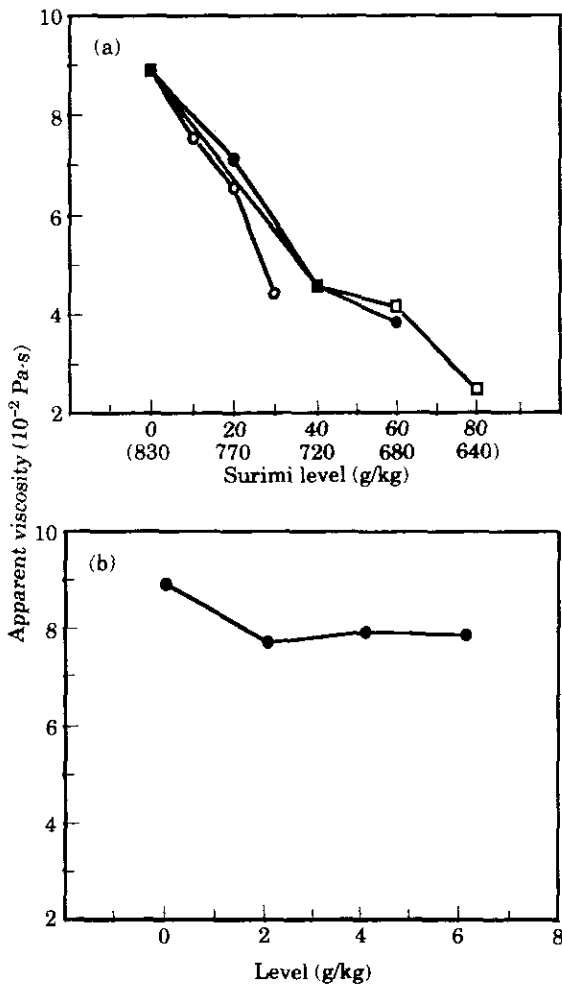 10
(a)
8
6
4
2
0 20 40 60 80
(830 770 720 680 640)
Surimi level (g/kg)
Apparent viscosity (10⁻² Pa·s)
10
(b)
8
6
4
2
0 2 4 6 8
Level (g/kg)